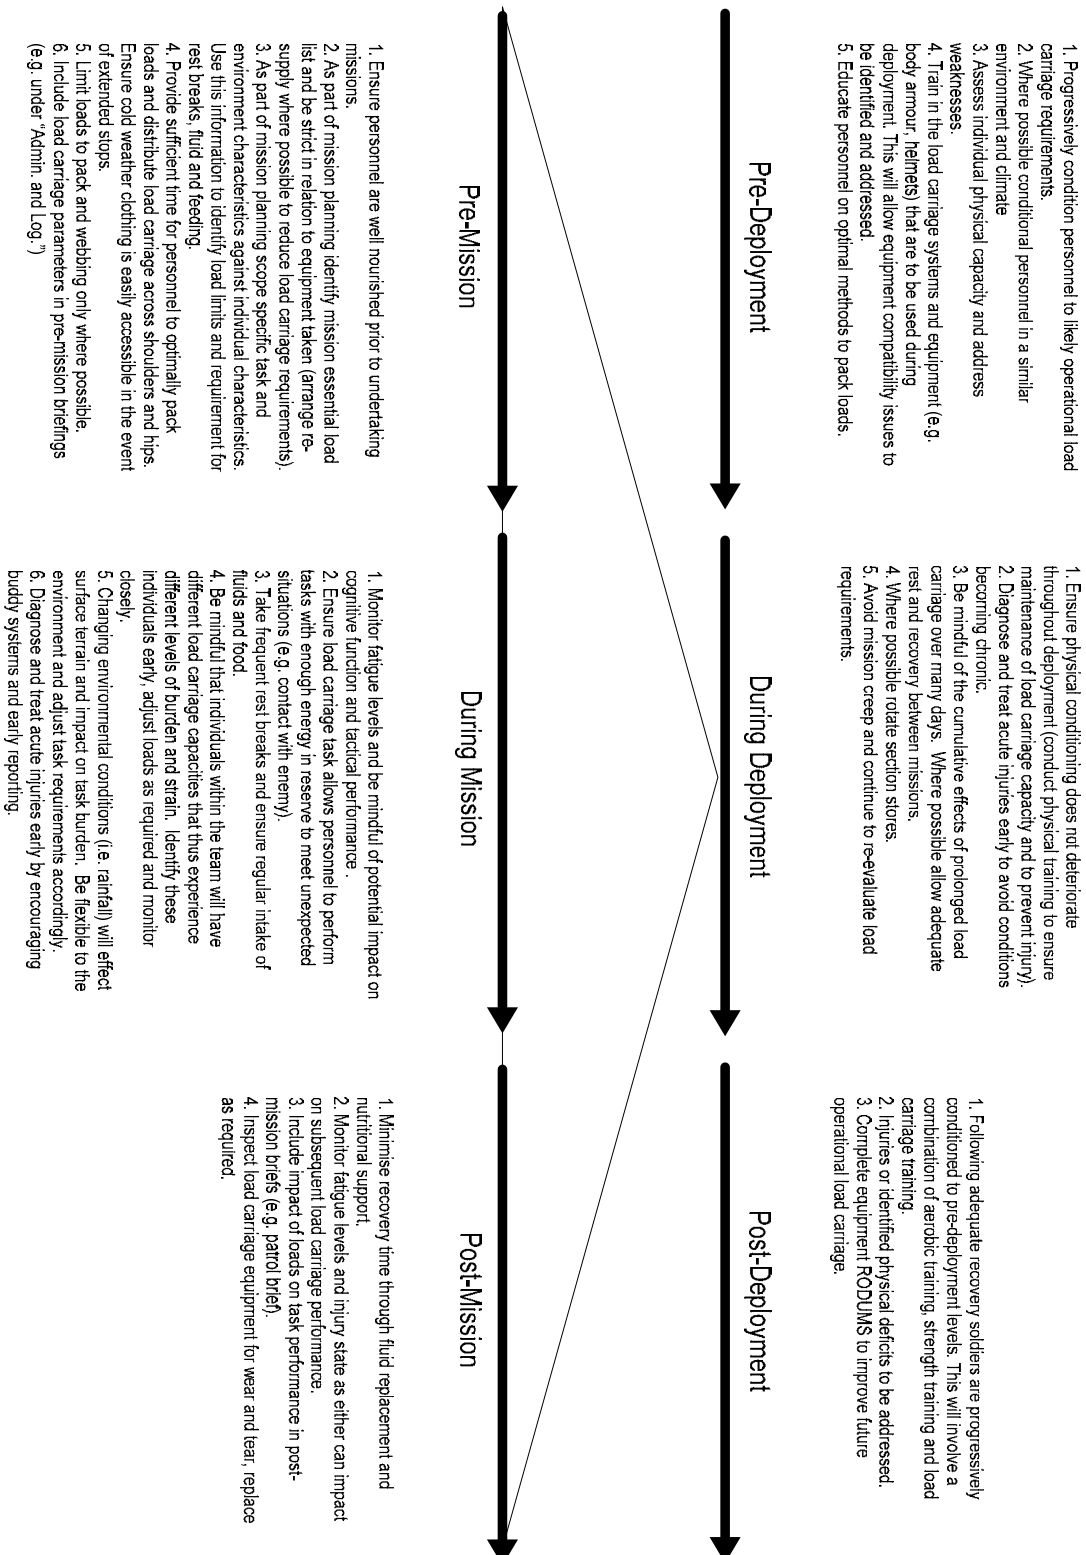 1. Progressively condition personnel to likely operational load
carriage requirements.
2. Where possible conditional personnel in a similar
environment and climate
3. Assess individual physical capacity and address
weaknesses.
4. Train in the load carriage systems and equipment (e.g.
body armour, helmets) that are to be used during
deployment. This will allow equipment compatibility issues to
be identified and addressed.
5. Educate personnel on optimal methods to pack loads.
1. Ensure physical conditioning does not deteriorate
throughout deployment (conduct physical training to ensure
maintenance of load carriage capacity and to prevent injury).
2. Diagnose and treat acute injuries early to avoid conditions
becoming chronic.
3. Be mindful of the cumulative effects of prolonged load
carriage over many days. Where possible allow adequate
rest and recovery between missions.
4. Where possible rotate section stores.
5. Avoid mission creep and continue to re-evaluate load
requirements.
1. Following adequate recovery soldiers are progressively
conditioned to pre-deployment levels. This will involve a
combination of aerobic training, strength training and load
carriage training.
2. Injuries or identified physical deficits to be addressed.
3. Complete equipment RODUMS to improve future
operational load carriage.
Pre-Deployment
During Deployment
Post-Deployment
Pre-Mission
During Mission
Post-Mission
1. Ensure personnel are well nourished prior to undertaking
missions.
2. As part of mission planning identify mission essential load
list and be strict in relation to equipment taken (arrange re-
supply where possible to reduce load carriage requirements).
3. As part of mission planning scope specific task and
environment characteristics against individual characteristics.
Use this information to identify load limits and requirement for
rest breaks, fluid and feeding.
4. Provide sufficient time for personnel to optimally pack
loads and distribute load carriage across shoulders and hips.
Ensure cold weather clothing is easily accessible in the event
of extended stops.
5. Limit loads to pack and webbing only where possible.
6. Include load carriage parameters in pre-mission briefings
(e.g. under “Admin. and Log.”)
1. Monitor fatigue levels and be mindful of potential impact on
cognitive function and tactical performance .
2. Ensure load carriage task allows personnel to perform
tasks with enough energy in reserve to meet unexpected
situations (e.g. contact with enemy).
3. Take frequent rest breaks and ensure regular intake of
fluids and food.
4. Be mindful that individuals within the team will have
different load carriage capacities that thus experience
different levels of burden and strain. Identify these
individuals early, adjust loads as required and monitor
closely.
5. Changing environmental conditions (i.e. rainfall) will effect
surface terrain and impact on task burden. Be flexible to the
environment and adjust task requirements accordingly.
6. Diagnose and treat acute injuries early by encouraging
buddy systems and early reporting.
1. Minimise recovery time through fluid replacement and
nutritional support.
2. Monitor fatigue levels and injury state as either can impact
on subsequent load carriage performance.
3. Include impact of loads on task performance in post-
mission briefs (e.g. patrol brief).
4. Inspect load carriage equipment for wear and tear, replace
as required.